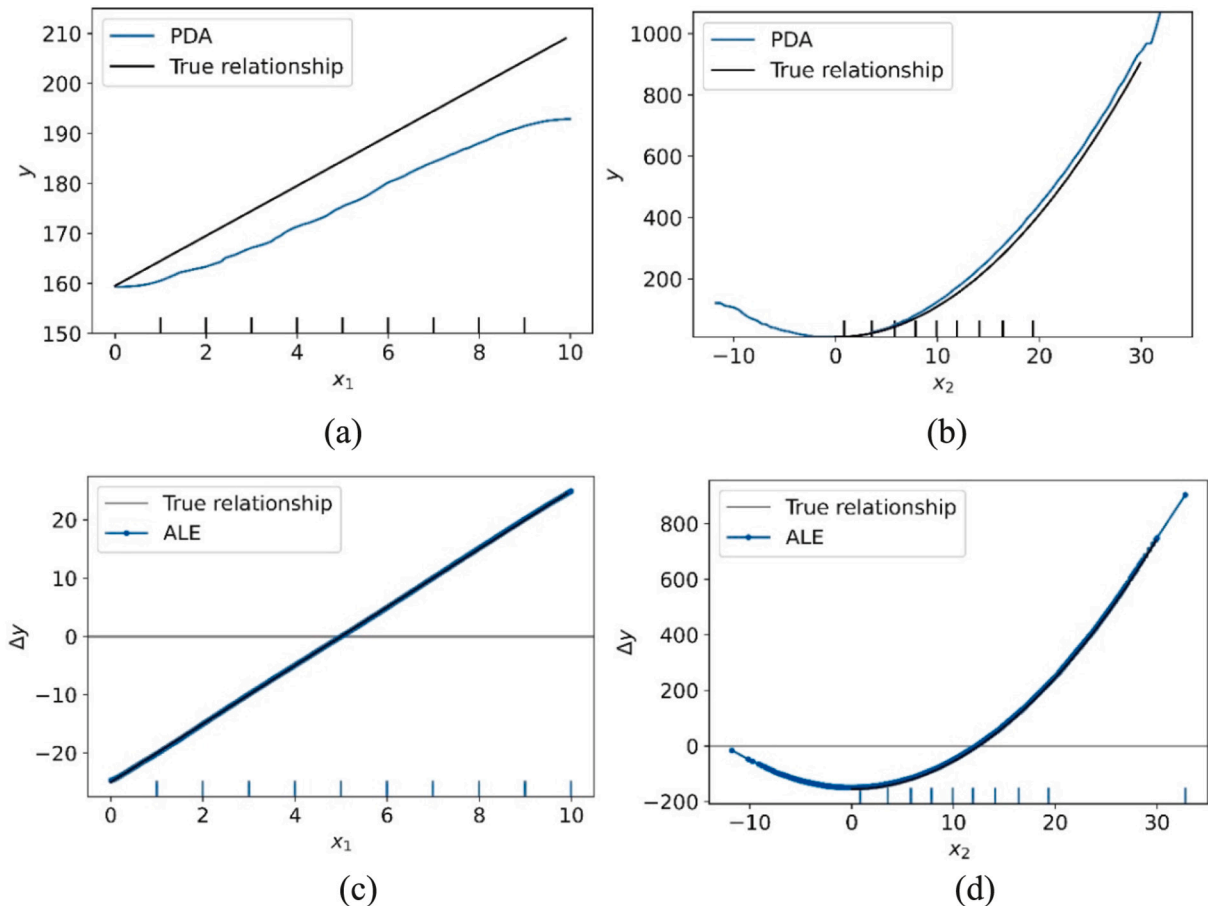 PDA
True relationship
210
200
190
180
170
160
150
y
0 2 4 6 8 10
x₁
(a)
PDA
True relationship
1000
800
600
400
200
y
−10 0 10 20 30
x₂
(b)
True relationship
ALE
20
10
0
−10
−20
Δy
0 2 4 6 8 10
x₁
(c)
True relationship
ALE
800
600
400
200
0
−200
Δy
−10 0 10 20 30
x₂
(d)